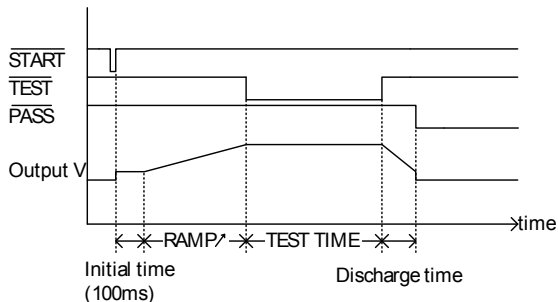 START
TEST
PASS
Output V
time
RAMP↗
TEST TIME
Initial time
(100ms)
Discharge time